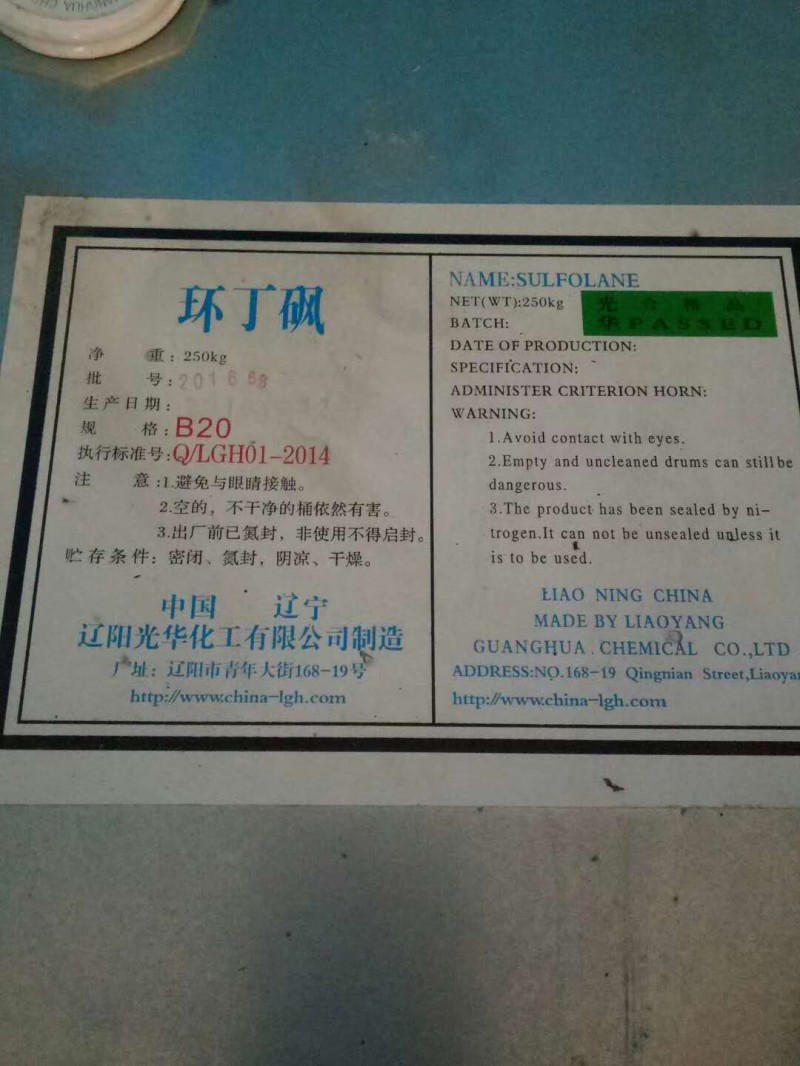 环丁砜
净 重：250kg
批 号：
生产日期：
规 格：B20
执行标准号:Q/LGH01-2014
注 意:1.避免与眼睛接触。
2.空的，不干净的桶依然有害。
3.出厂前已氮封，非使用不得启封。
贮存条件：密闭、氮封，阴凉、干燥。
中国 辽宁
辽阳光华化工有限公司制造
厂址：辽阳市青年大街168-19号
http://www.china-lgh.com
NAME:SULFOLANE
NET(WT):250kg
BATCH:
光华 合格品
PASSED
DATE OF PRODUCTION:
SPECIFICATION:
ADMINISTER CRITERION HORN:
WARNING:
1.Avoid contact with eyes.
2.Empty and uncleaned drums can still be
dangerous.
3.The product has been sealed by ni-
trogen.It can not be unsealed unless it
is to be used.
LIAO NING CHINA
MADE BY LIAOYANG
GUANGHUA CHEMICAL CO.,LTD
ADDRESS:NO.168-19 Qingnian Street,Liaoya
http://www.china-lgh.com